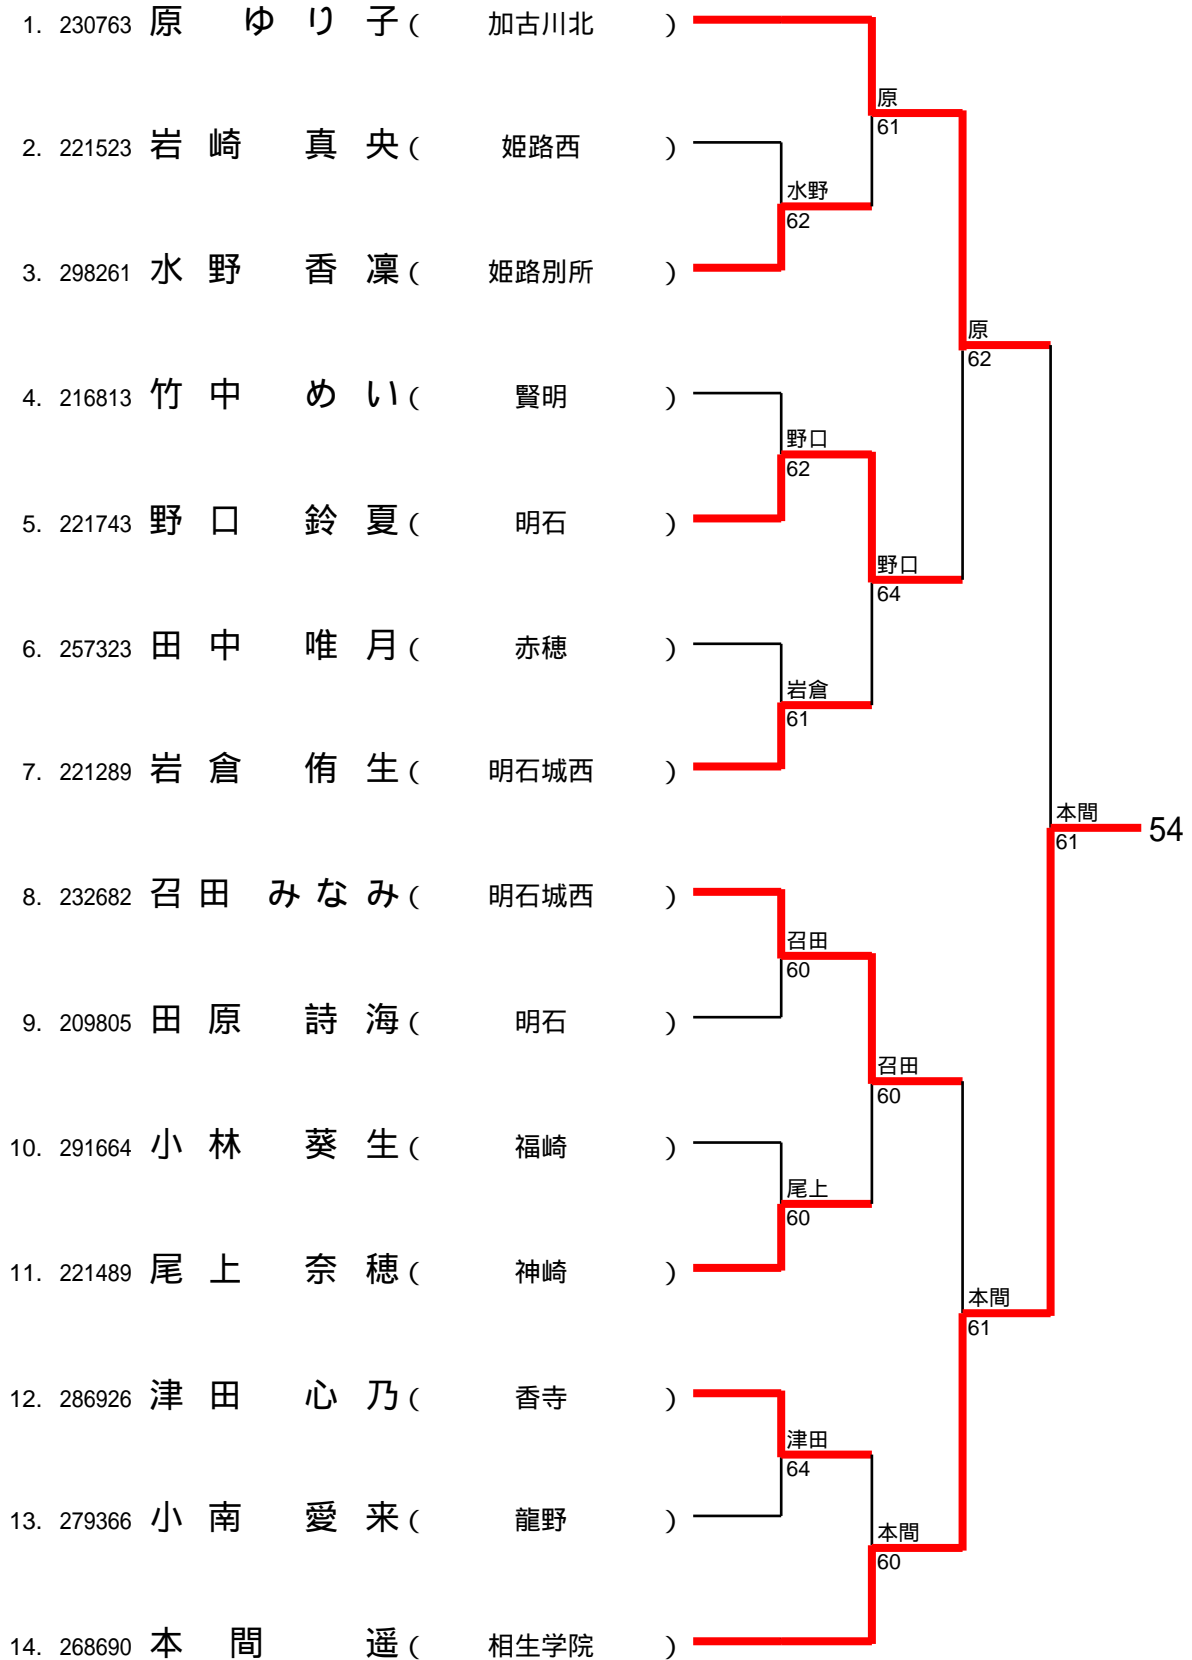 1. 230763 原 ゆり子 ( 加古川北 )
原
61
2. 221523 岩崎 真央 ( 姫路西 )
水野
62
3. 298261 水野 香凜 ( 姫路別所 )
原
62
4. 216813 竹中 めい ( 賢明 )
野口
62
5. 221743 野口 鈴夏 ( 明石 )
野口
64
6. 257323 田中 唯月 ( 赤穂 )
岩倉
61
7. 221289 岩倉 侑生 ( 明石城西 )
本間
61
54
8. 232682 召田 みなみ ( 明石城西 )
召田
60
9. 209805 田原 詩海 ( 明石 )
召田
60
10. 291664 小林 葵生 ( 福崎 )
尾上
60
11. 221489 尾上 奈穂 ( 神崎 )
本間
61
12. 286926 津田 心乃 ( 香寺 )
津田
64
13. 279366 小南 愛来 ( 龍野 )
本間
60
14. 268690 本間 遥 ( 相生学院 )